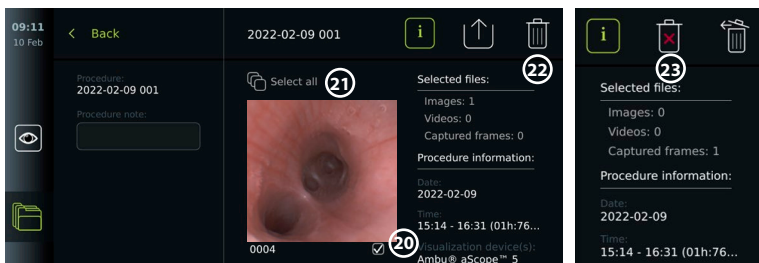 09:11
10 Feb
Back
2022-02-09 001
i
22
Procedure:
2022-02-09 001
Procedure note:
Select all
21
0004
20
Selected files:
Images: 1
Videos: 0
Captured frames: 0
Procedure information:
Date:
2022-02-09
Time:
15:14 - 16:31 (01h:76...
Visualization device(s):
Ambu® aScope™ 5
i
23
Selected files:
Images: 0
Videos: 0
Captured frames: 1
Procedure information:
Date:
2022-02-09
Time:
15:14 - 16:31 (01h:76...